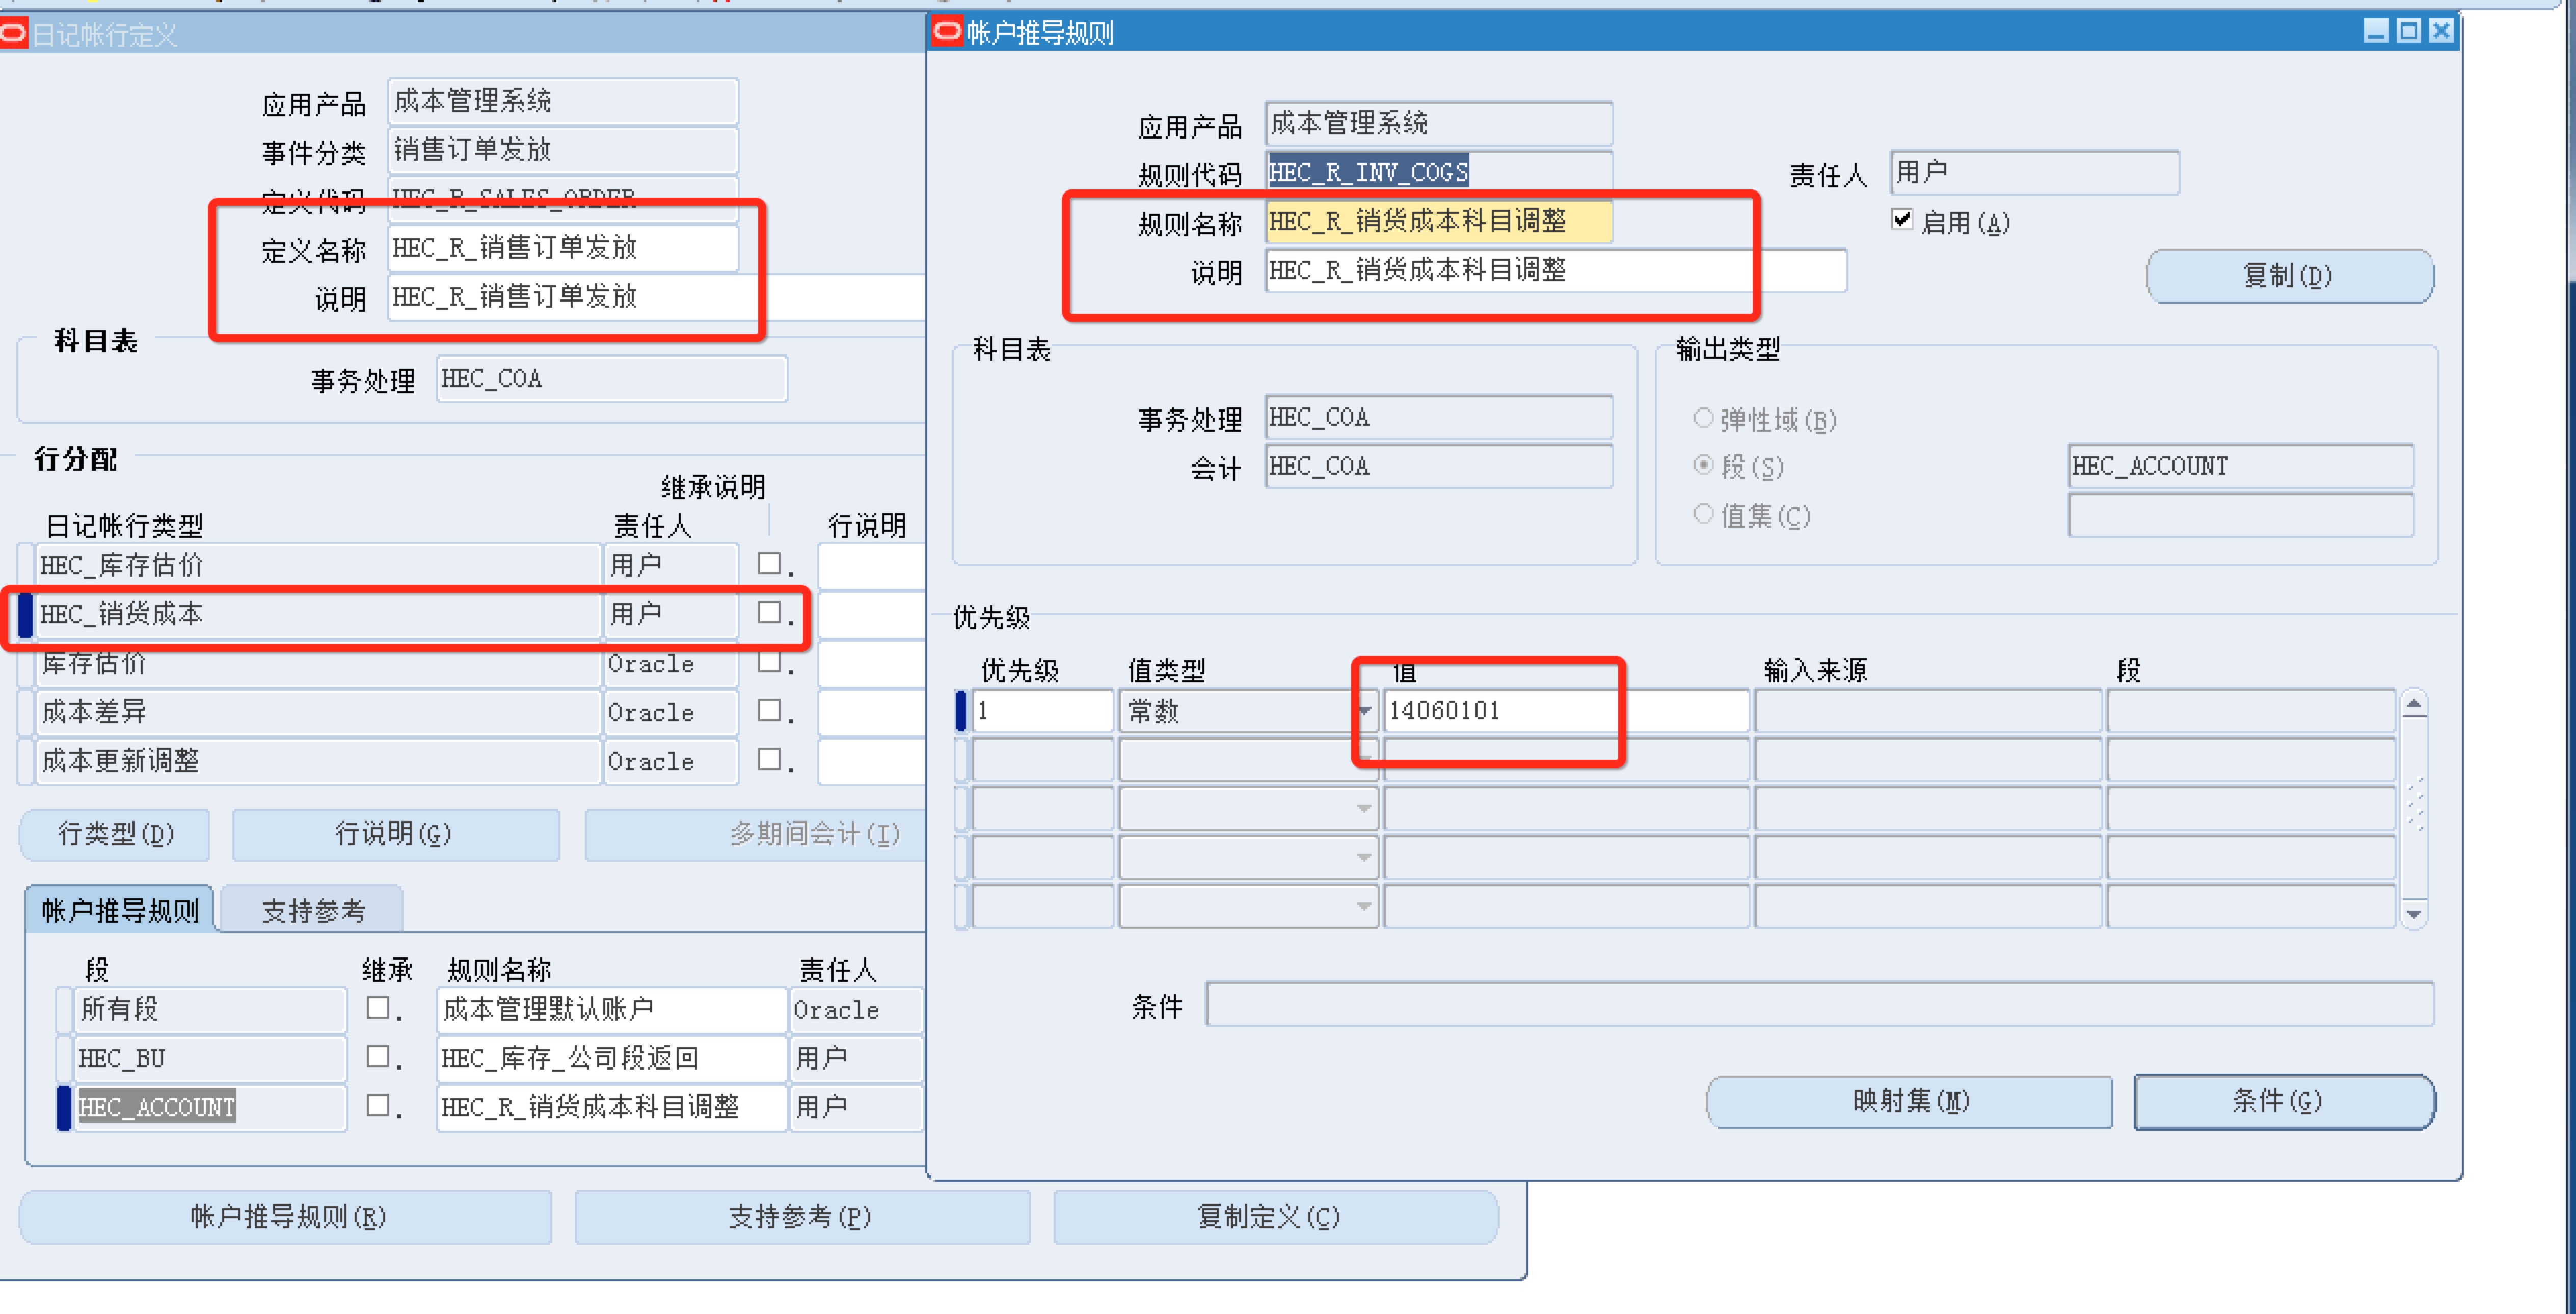 日记帐行定义
应用产品 成本管理系统
事件分类 销售订单发放
定义代码 HEC_R_SALES_ORDER
定义名称 HEC_R_销售订单发放
说明 HEC_R_销售订单发放
科目表
事务处理 HEC_COA
行分配
继承说明
日记帐行类型 责任人 行说明
HEC_库存估价 用户
HEC_销货成本 用户
库存估价 Oracle
成本差异 Oracle
成本更新调整 Oracle
行类型(D) 行说明(G) 多期间会计(I)
帐户推导规则 支持参考
段 继承 规则名称 责任人
所有段 成本管理默认账户 Oracle
HEC_BU HEC_库存_公司段返回 用户
HEC_ACCOUNT HEC_R_销货成本科目调整 用户
帐户推导规则(R) 支持参考(P) 复制定义(C)
帐户推导规则
应用产品 成本管理系统
规则代码 HEC_R_INV_COGS 责任人 用户
规则名称 HEC_R_销货成本科目调整 启用(A)
说明 HEC_R_销货成本科目调整 复制(D)
科目表 输出类型
事务处理 HEC_COA 弹性域(B)
会计 HEC_COA 段(S) HEC_ACCOUNT
值集(C)
优先级
优先级 值类型 值 输入来源 段
1 常数 14060101
条件
映射集(M) 条件(G)